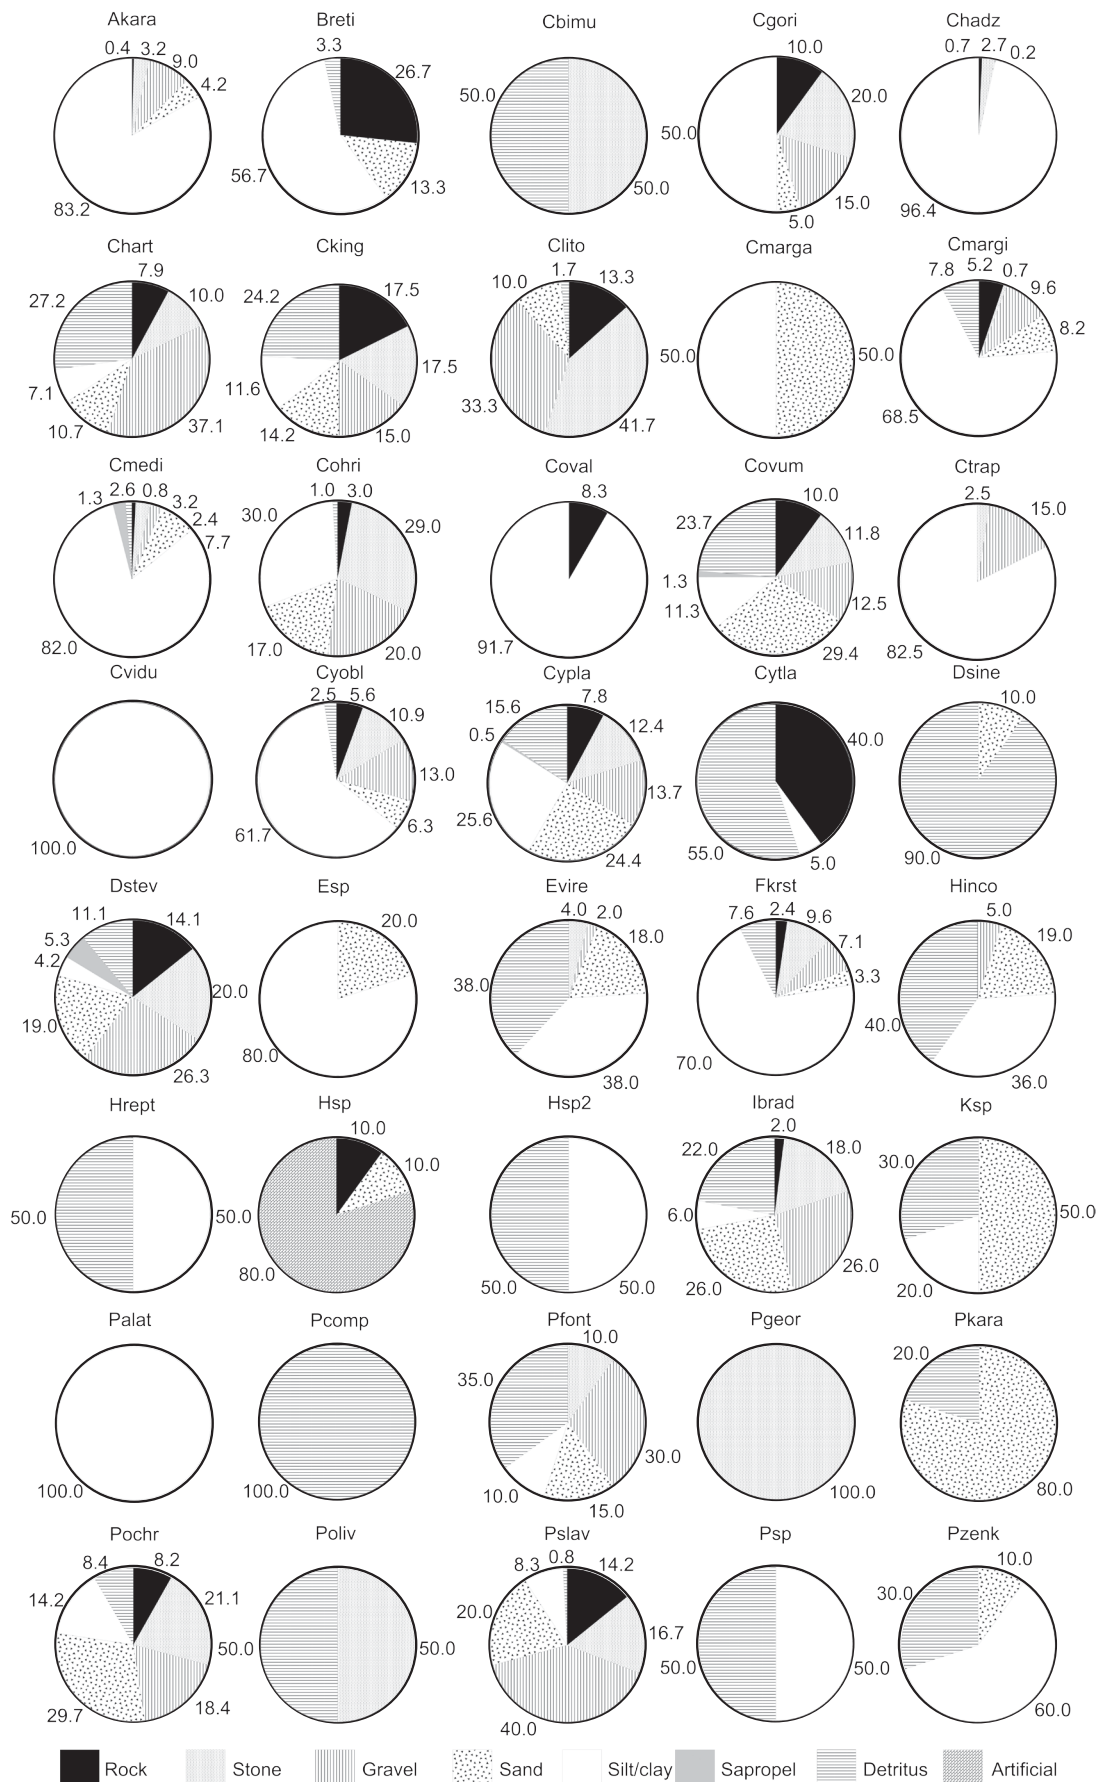 Akara Breti Cbimu Cgori Chadz
0.4 3.2 9.0 4.2 83.2
3.3 26.7 13.3 56.7
50.0 50.0
10.0 20.0 15.0 5.0 50.0
0.7 2.7 0.2 96.4
Chart Cking Clito Cmarga Cmargi
7.9 10.0 37.1 10.7 7.1 27.2
17.5 17.5 15.0 14.2 11.6 24.2
1.7 13.3 41.7 33.3 10.0
50.0 50.0
5.2 0.7 9.6 8.2 68.5 7.8
Cmedi Cohri Coval Covum Ctrap
1.3 2.6 0.8 3.2 2.4 7.7 82.0
1.0 3.0 29.0 20.0 17.0 30.0
8.3 91.7
10.0 11.8 12.5 29.4 11.3 1.3 23.7
2.5 15.0 82.5
Cvidu Cyobl Cypla Cytla Dsine
100.0
2.5 5.6 10.9 13.0 6.3 61.7
7.8 12.4 13.7 24.4 25.6 0.5 15.6
40.0 5.0 55.0
10.0 90.0
Dstev Esp Evire Fkrst Hinco
14.1 20.0 26.3 19.0 4.2 5.3 11.1
20.0 80.0
4.0 2.0 18.0 38.0 38.0
2.4 9.6 7.1 3.3 70.0 7.6
5.0 19.0 36.0 40.0
Hrept Hsp Hsp2 Ibrad Ksp
50.0 50.0
10.0 10.0 80.0
50.0 50.0
2.0 18.0 26.0 26.0 6.0 22.0
50.0 20.0 30.0
Palat Pcomp Pfont Pgeor Pkara
100.0
100.0
10.0 30.0 15.0 10.0 35.0
100.0
20.0 80.0
Pochr Poliv Pslav Psp Pzenk
8.2 21.1 18.4 29.7 14.2 8.4
50.0 50.0
0.8 14.2 16.7 40.0 20.0 8.3
50.0 50.0
10.0 60.0 30.0
Rock Stone Gravel Sand Silt/clay Sapropel Detritus Artificial